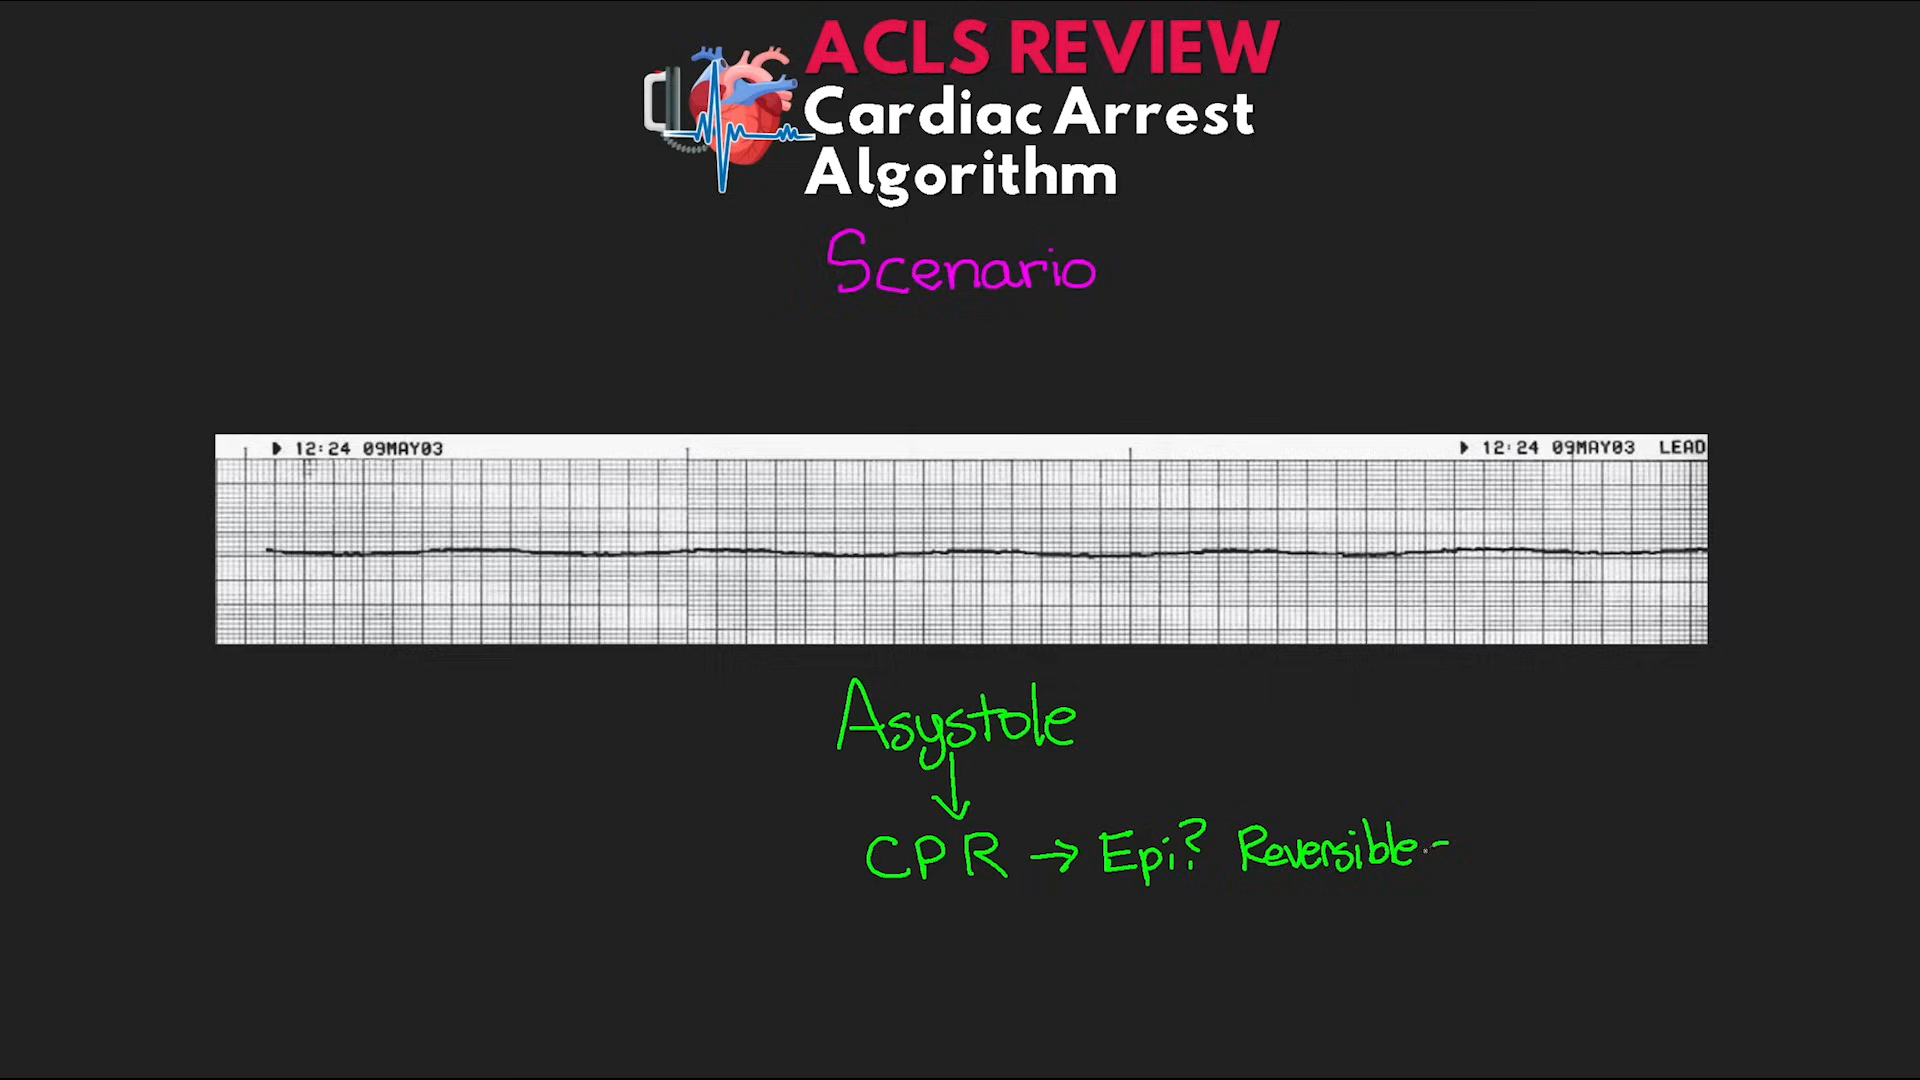 ACLS REVIEW
Cardiac Arrest
Algorithm
Scenario
12:24 09MAY03 12:24 09MAY03 LEAD
Asystole
CPR → Epi? Reversible -